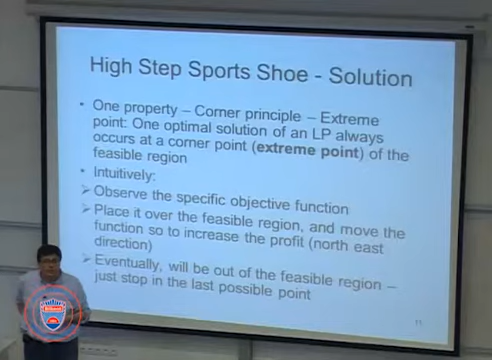 High Step Sports Shoe - Solution
• One property – Corner principle – Extreme
point: One optimal solution of an LP always
occurs at a corner point (extreme point) of the
feasible region
• Intuitively:
➢ Observe the specific objective function
➢ Place it over the feasible region, and move the
function so to increase the profit (north east
direction)
➢ Eventually, will be out of the feasible region –
just stop in the last possible point